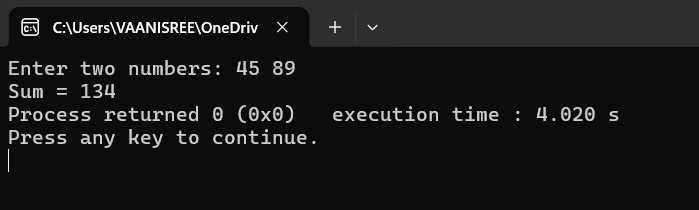 C:\Users\VAANISREE\OneDriv
Enter two numbers: 45 89
Sum = 134
Process returned 0 (0x0)   execution time : 4.020 s
Press any key to continue.